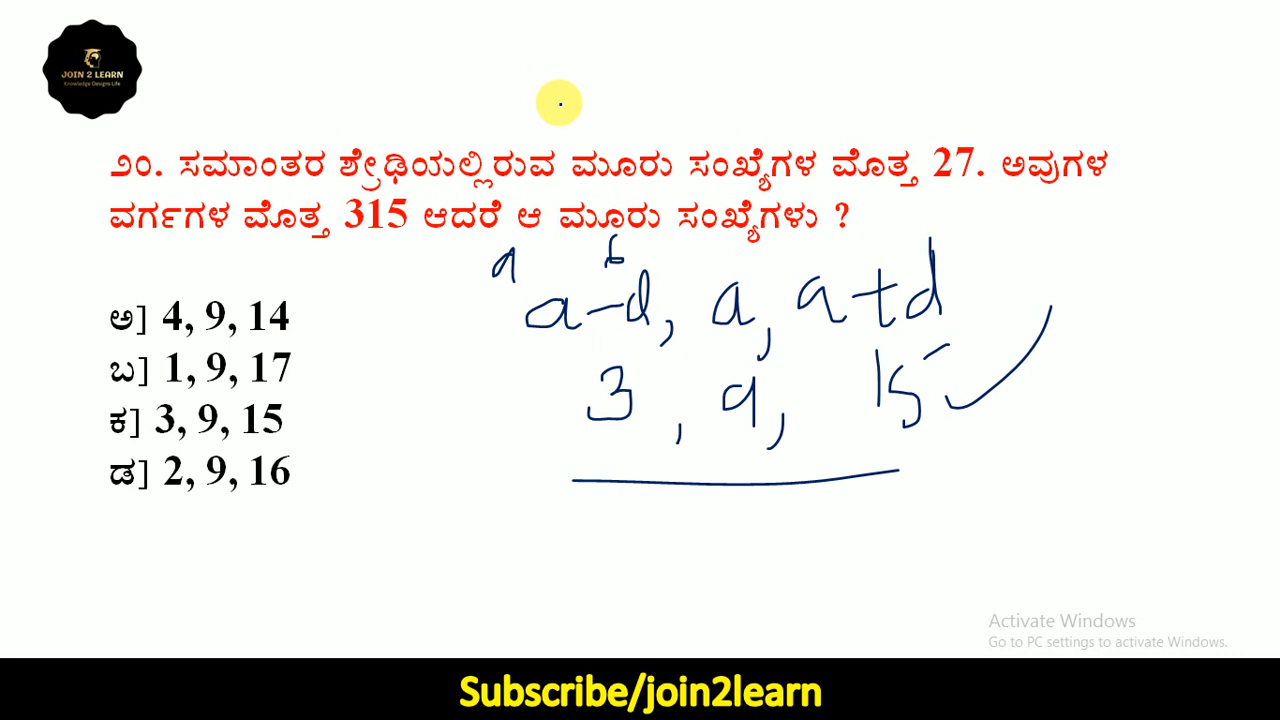 JOIN 2 LEARN
Knowledge Designs Life
೨೦. ಸಮಾಂತರ ಶ್ರೇಢಿಯಲ್ಲಿರುವ ಮೂರು ಸಂಖ್ಯೆಗಳ ಮೊತ್ತ 27. ಅವುಗಳ
ವರ್ಗಗಳ ಮೊತ್ತ 315 ಆದರೆ ಆ ಮೂರು ಸಂಖ್ಯೆಗಳು ?
a-d, a, a+d
ಅ] 4, 9, 14
ಬ] 1, 9, 17
3, 9, 15
ಕ] 3, 9, 15
ಡ] 2, 9, 16
Activate Windows
Go to PC settings to activate Windows.
Subscribe/join2learn